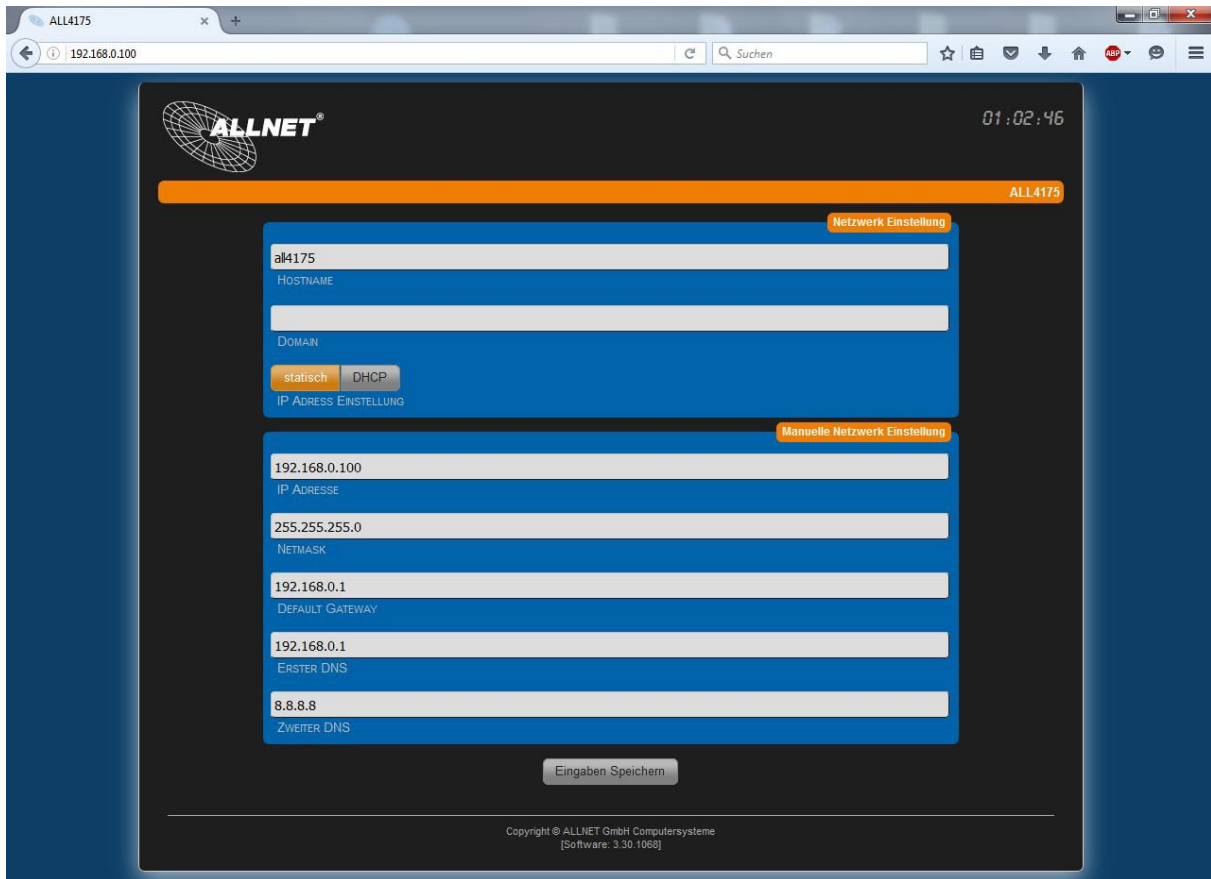 ALL4175
192.168.0.100
Suchen
ABP
ALLNET®
01:02:46
ALL4175
Netzwerk Einstellung
all4175
HOSTNAME
DOMAIN
statisch DHCP
IP ADRESS EINSTELLUNG
Manuelle Netzwerk Einstellung
192.168.0.100
IP ADRESSE
255.255.255.0
NETMASK
192.168.0.1
DEFAULT GATEWAY
192.168.0.1
ERSTER DNS
8.8.8.8
ZWEITER DNS
Eingaben Speichern
Copyright © ALLNET GmbH Computersysteme
[Software: 3.30.1068]